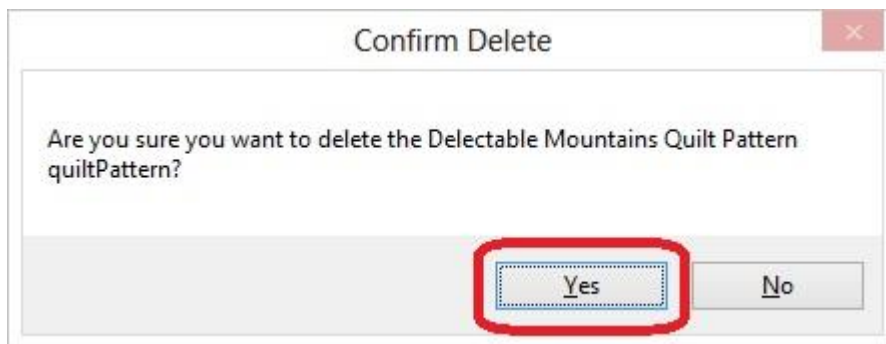 Confirm Delete
Are you sure you want to delete the Delectable Mountains Quilt Pattern
quiltPattern?
Yes
No